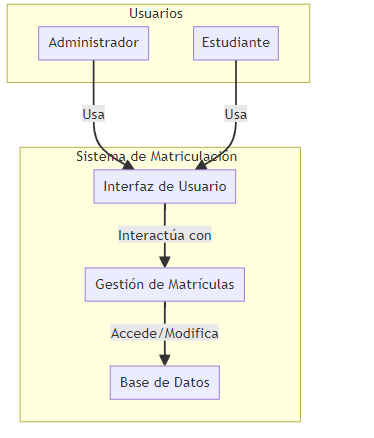 Usuarios
Administrador
Estudiante
Usa
Usa
Sistema de Matriculación
Interfaz de Usuario
Interactúa con
Gestión de Matrículas
Accede/Modifica
Base de Datos